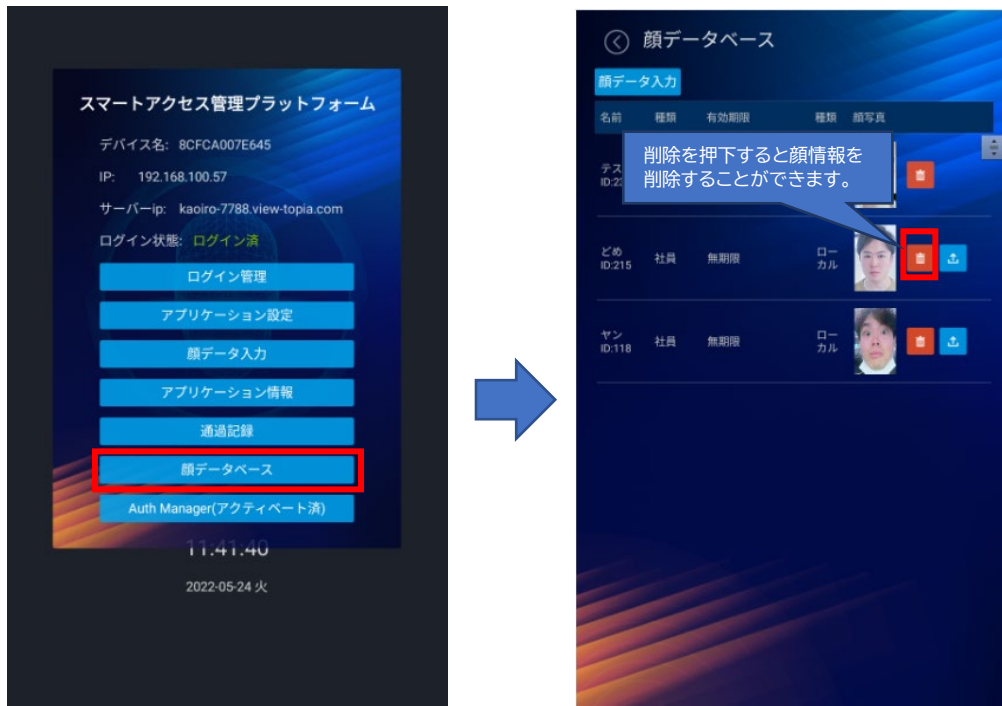 スマートアクセス管理プラットフォーム
デバイス名: 8CFCA007E645
IP: 192.168.100.57
サーバーip: kaoiro-7788.view-topia.com
ログイン状態: ログイン済
ログイン管理
アプリケーション設定
顔データ入力
アプリケーション情報
通過記録
顔データベース
Auth Manager(アクティベート済)
11:41:40
2022-05-24 火
顔データベース
顔データ入力
名前 種類 有効期限 種類 顔写真
削除を押下すると顔情報を
削除することができます。
テス
ID:22
どめ
ID:215
社員
無期限
ロー
カル
ヤン
ID:118
社員
無期限
ロー
カル